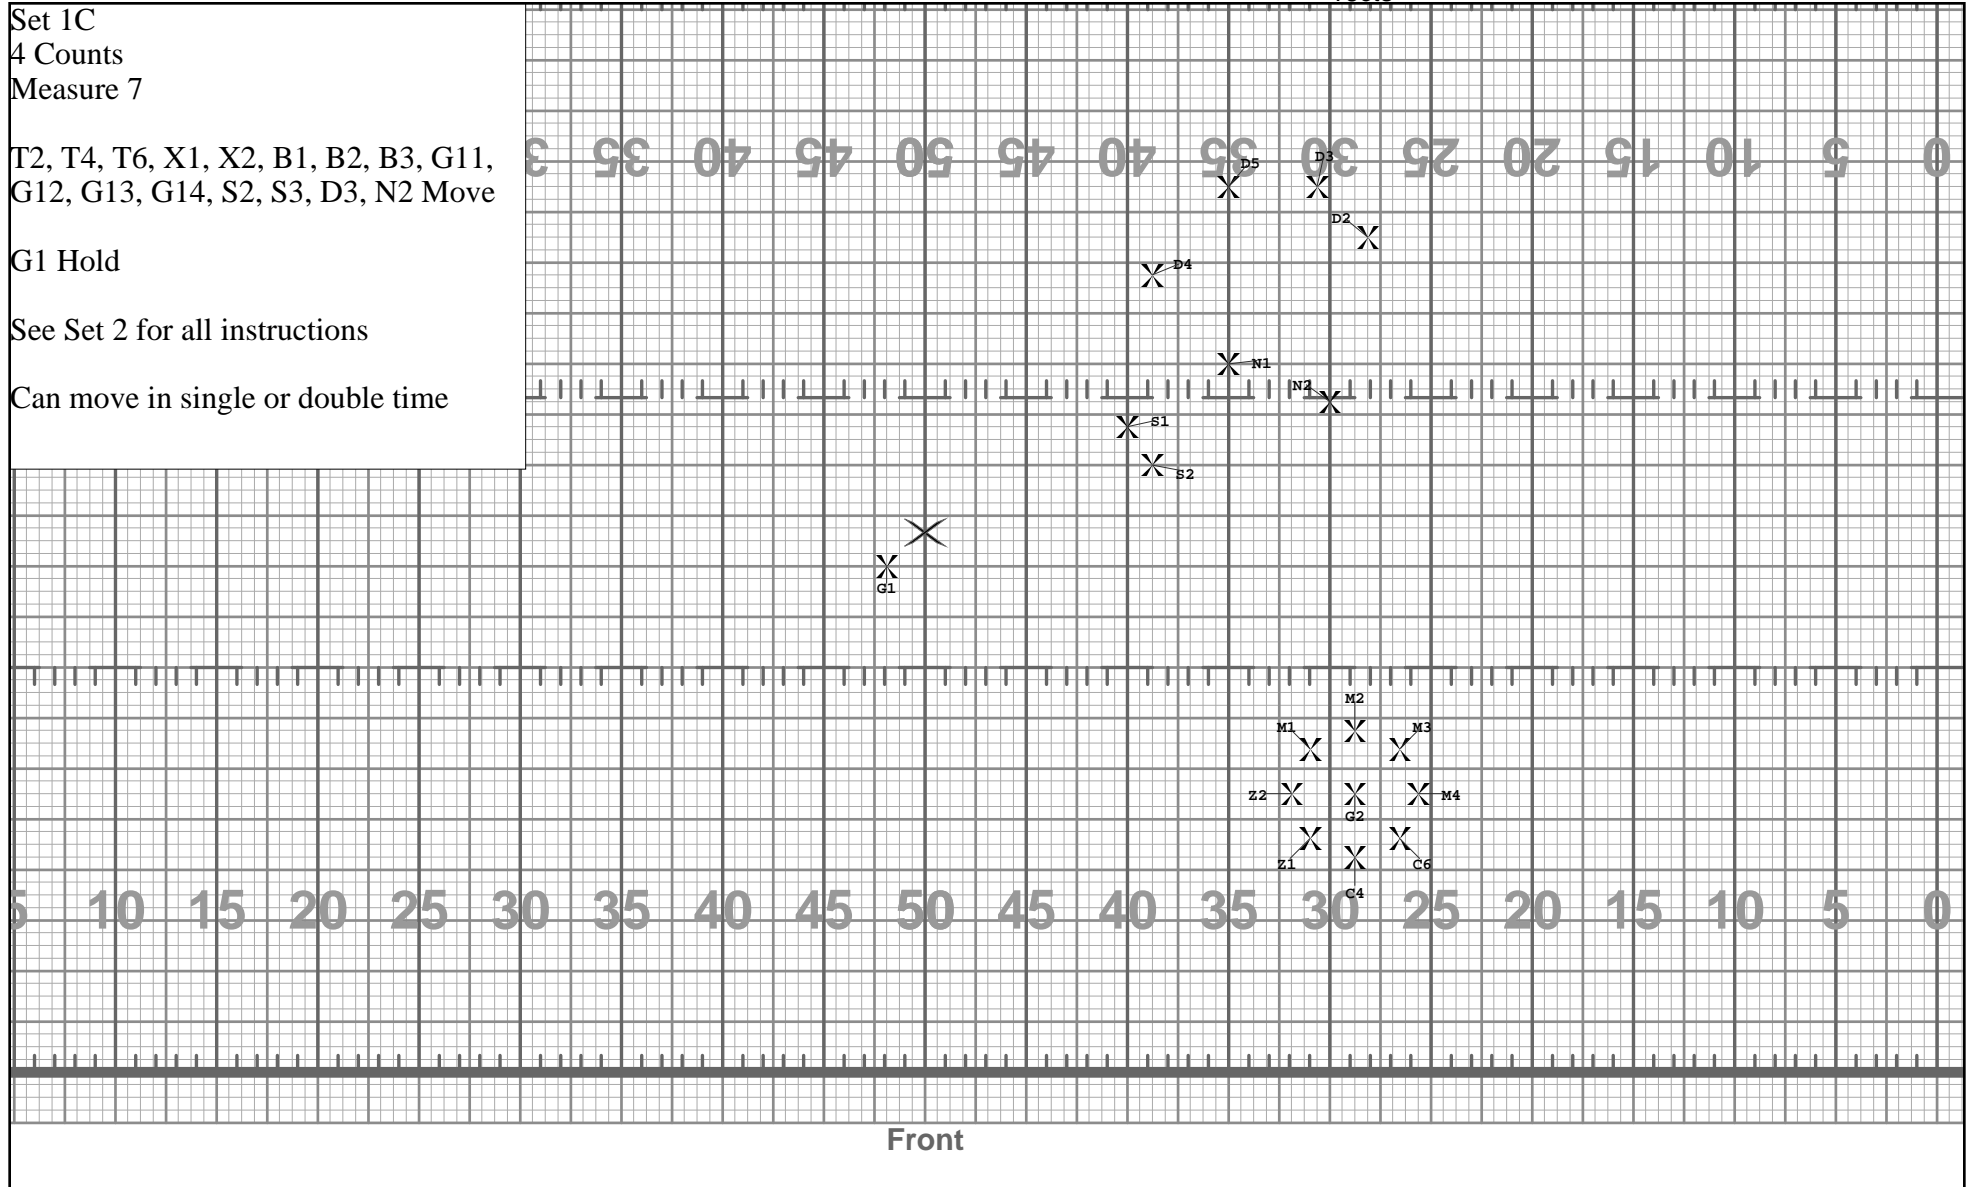 Set 1C
4 Counts
Measure 7
T2, T4, T6, X1, X2, B1, B2, B3, G11,
G12, G13, G14, S2, S3, D3, N2 Move
G1 Hold
See Set 2 for all instructions
Can move in single or double time
35 40 45 50 45 40 35 30 25 20 15 10 5 0
D5
D3
D2
D4
N1
N2
S1
S2
G1
M2
M1
M3
Z2
G2
M4
Z1
C6
C4
5 10 15 20 25 30 35 40 45 50 45 40 35 30 25 20 15 10 5 0
Front